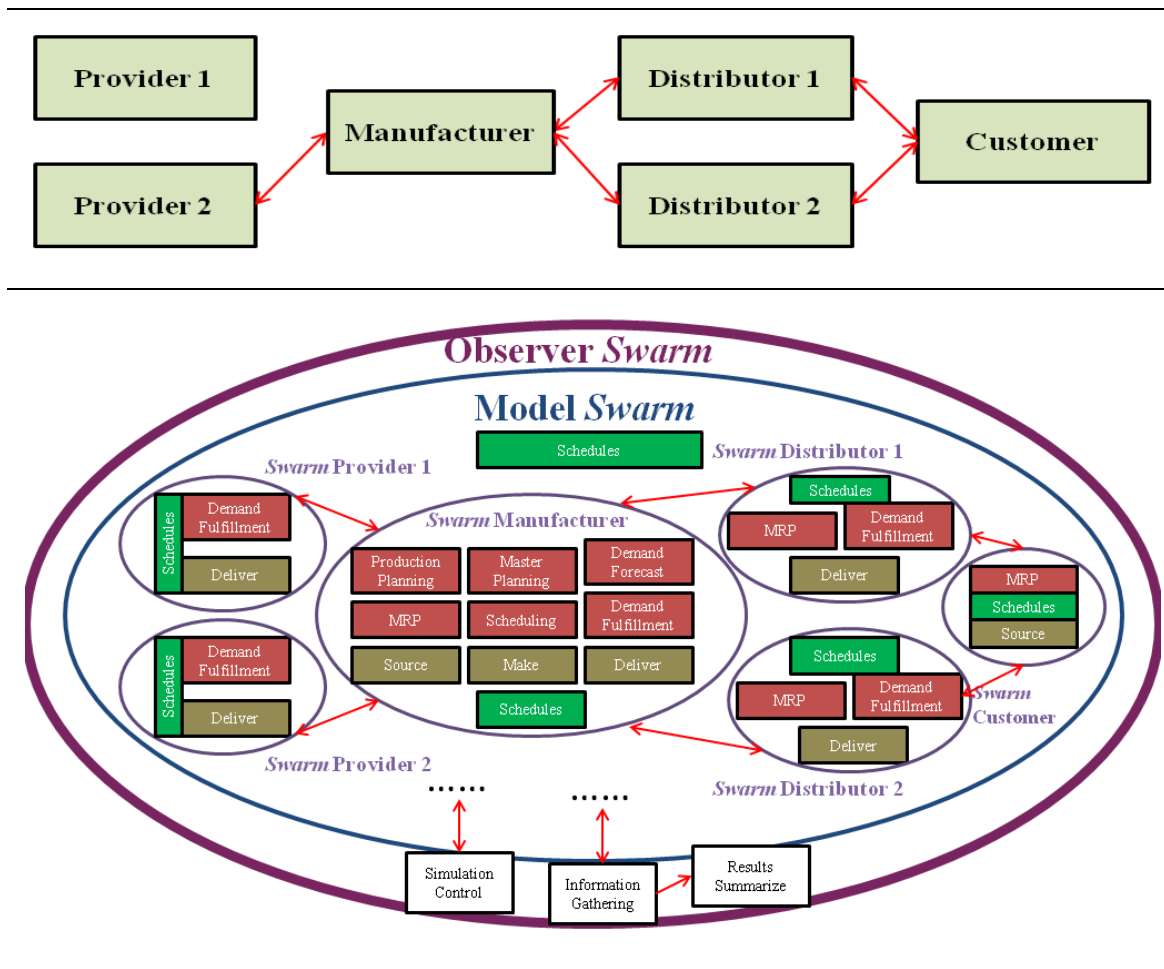 Provider 1
Distributor 1
Manufacturer
Customer
Provider 2
Distributor 2
Observer Swarm
Model Swarm
Schedules
Swarm Provider 1
Schedules
Demand
Fulfillment
Deliver
Swarm Manufacturer
Production
Planning
Master
Planning
Demand
Forecast
MRP
Scheduling
Demand
Fulfillment
Source
Make
Deliver
Schedules
Swarm Distributor 1
Schedules
MRP
Demand
Fulfillment
Deliver
MRP
Schedules
Source
Swarm
Customer
Schedules
Demand
Fulfillment
Deliver
Swarm Provider 2
Schedules
MRP
Demand
Fulfillment
Deliver
Swarm Distributor 2
......
......
Simulation
Control
Information
Gathering
Results
Summarize